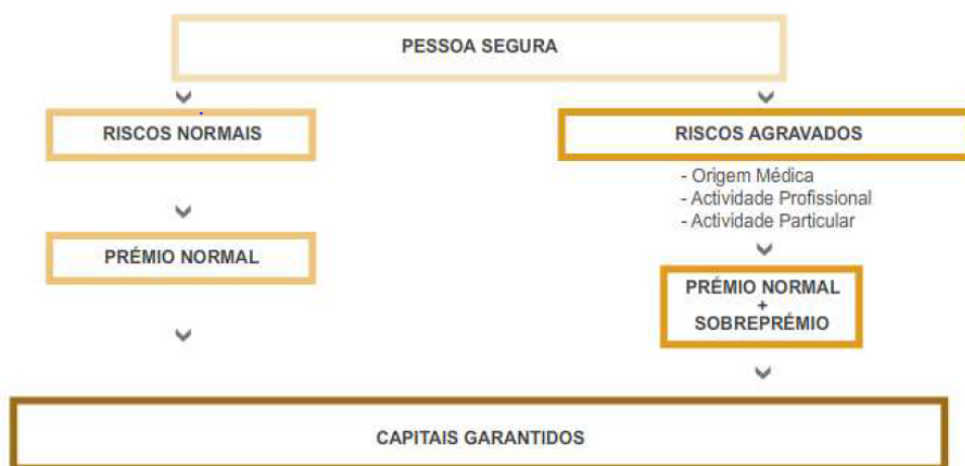 PESSOA SEGURA
RISCOS NORMAIS
RISCOS AGRAVADOS
- Origem Médica
- Actividade Profissional
- Actividade Particular
PRÉMIO NORMAL
PRÉMIO NORMAL
+
SOBREPRÉMIO
CAPITAIS GARANTIDOS